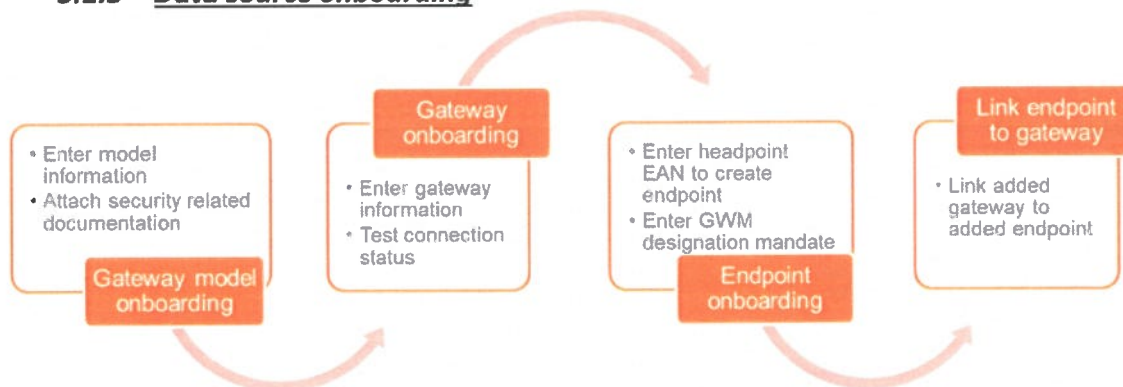 Data source onboarding
Gateway
onboarding
Link endpoint
to gateway
• Enter model
information
• Attach security related
documentation
• Enter gateway
information
• Test connection
status
• Enter headpoint
EAN to create
endpoint
• Enter GWM
designation mandate
• Link added
gateway to
added endpoint
Gateway model
onboarding
Endpoint
onboarding